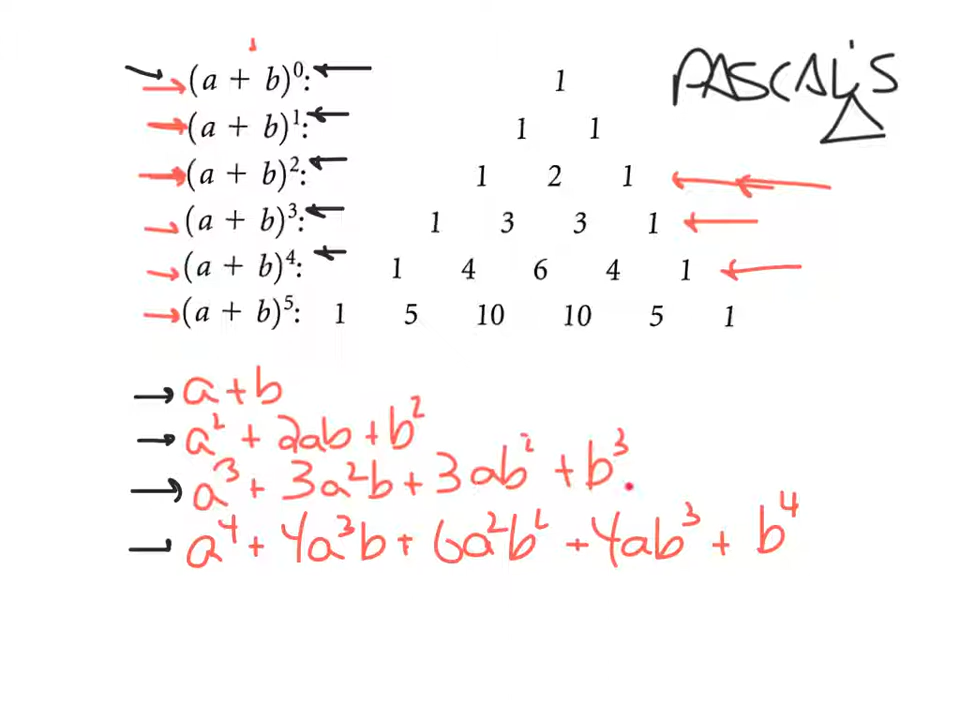 1
(a + b)⁰: 1
PASCAL'S
(a + b)¹: 1 1
(a + b)²: 1 2 1
(a + b)³: 1 3 3 1
(a + b)⁴: 1 4 6 4 1
(a + b)⁵: 1 5 10 10 5 1
a+b
a² + 2ab + b²
a³ + 3a²b + 3ab² + b³
a⁴ + 4a³b + 6a²b² + 4ab³ + b⁴